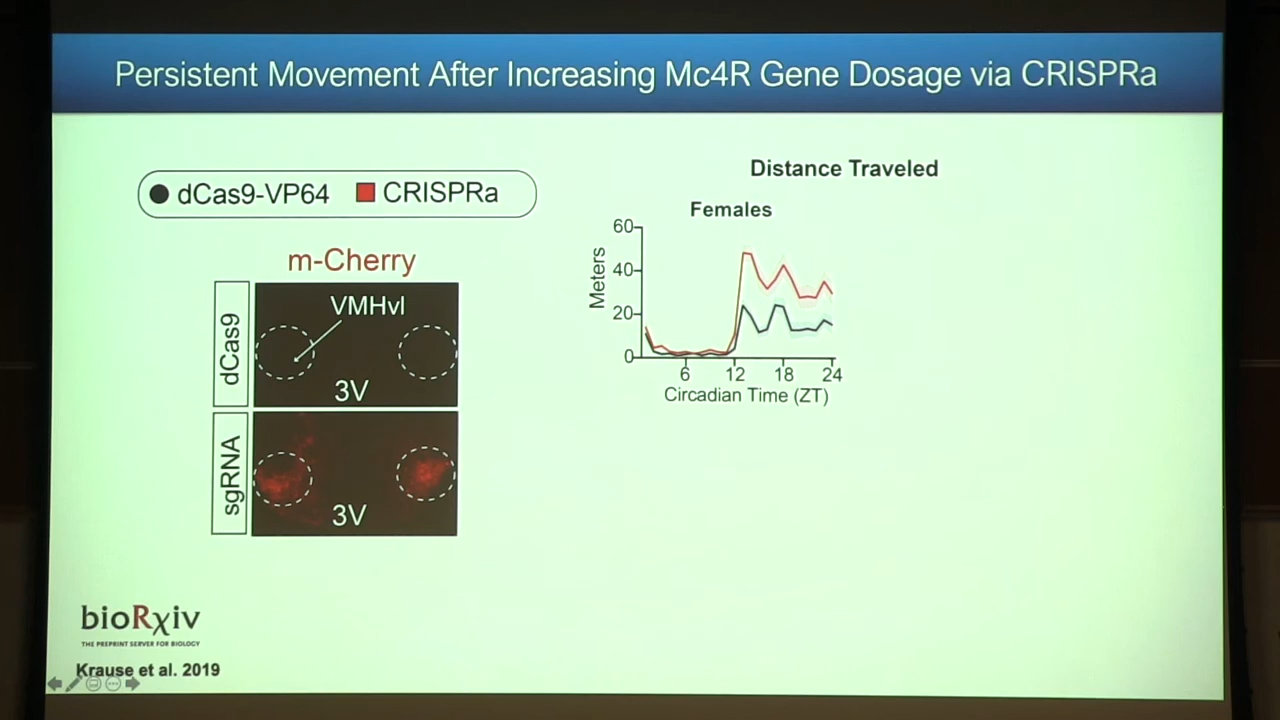 Persistent Movement After Increasing Mc4R Gene Dosage via CRISPRa
dCas9-VP64 CRISPRa
m-Cherry
dCas9
VMHvl
3V
sgRNA
3V
Distance Traveled
Females
Meters
60
40
20
0
6 12 18 24
Circadian Time (ZT)
bioRχiv
THE PREPRINT SERVER FOR BIOLOGY
Krause et al. 2019